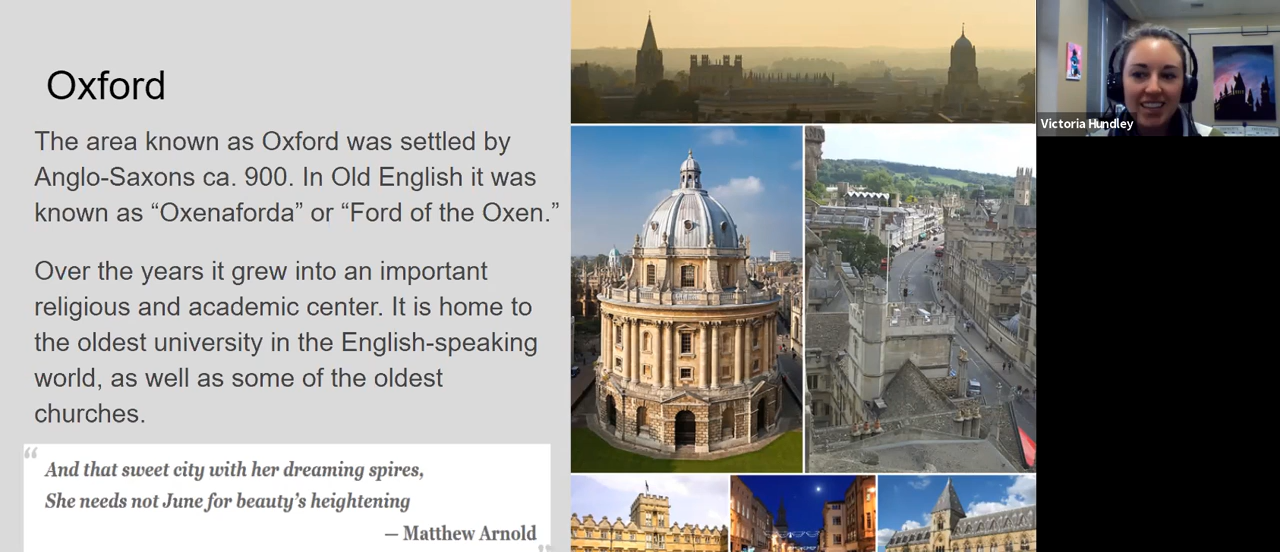 Oxford
The area known as Oxford was settled by
Anglo-Saxons ca. 900. In Old English it was
known as “Oxenaforda” or “Ford of the Oxen.”
Over the years it grew into an important
religious and academic center. It is home to
the oldest university in the English-speaking
world, as well as some of the oldest
churches.
“
And that sweet city with her dreaming spires,
She needs not June for beauty’s heightening
— Matthew Arnold
”
Victoria Hundley